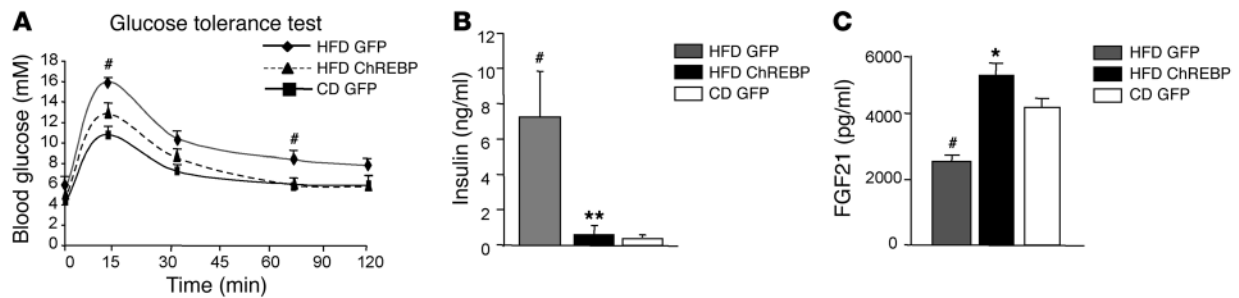 A
Glucose tolerance test
HFD GFP
HFD ChREBP
CD GFP
Blood glucose (mM)
18
16
14
12
10
8
6
4
2
0
#
#
0 15 30 45 60 75 90 120
Time (min)
B
Insulin (ng/ml)
12
10
8
6
4
2
0
#
**
HFD GFP
HFD ChREBP
CD GFP
C
FGF21 (pg/ml)
6000
4000
2000
0
#
*
HFD GFP
HFD ChREBP
CD GFP